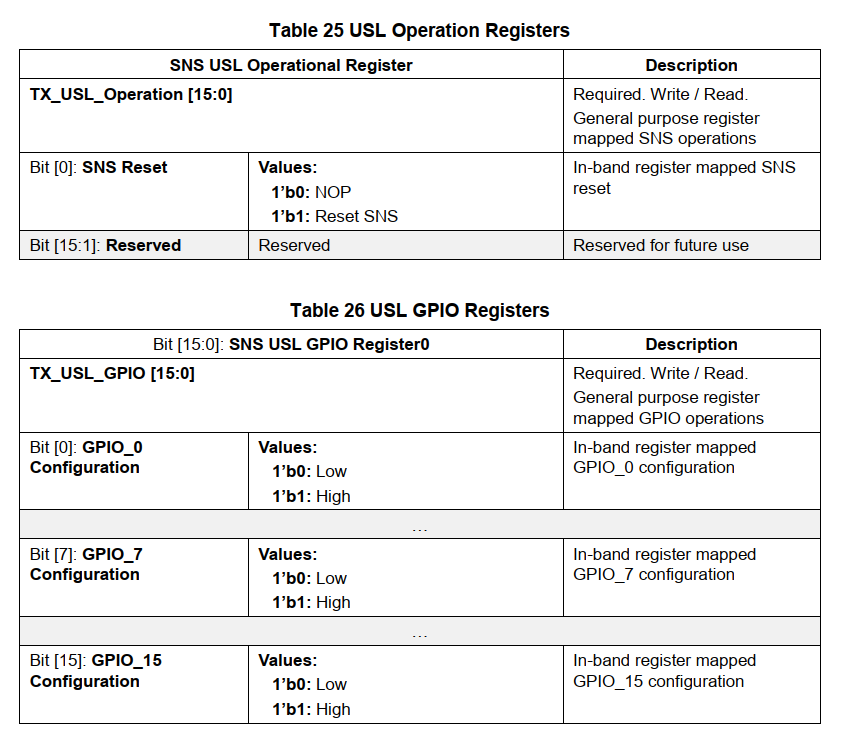 Table 25 USL Operation Registers
SNS USL Operational Register
Description
TX_USL_Operation [15:0]
Required. Write / Read.
General purpose register
mapped SNS operations
Bit [0]: SNS Reset
Values:
1’b0: NOP
1’b1: Reset SNS
In-band register mapped SNS
reset
Bit [15:1]: Reserved
Reserved
Reserved for future use
Table 26 USL GPIO Registers
Bit [15:0]: SNS USL GPIO Register0
Description
TX_USL_GPIO [15:0]
Required. Write / Read.
General purpose register
mapped GPIO operations
Bit [0]: GPIO_0
Configuration
Values:
1’b0: Low
1’b1: High
In-band register mapped
GPIO_0 configuration
…
Bit [7]: GPIO_7
Configuration
Values:
1’b0: Low
1’b1: High
In-band register mapped
GPIO_7 configuration
…
Bit [15]: GPIO_15
Configuration
Values:
1’b0: Low
1’b1: High
In-band register mapped
GPIO_15 configuration